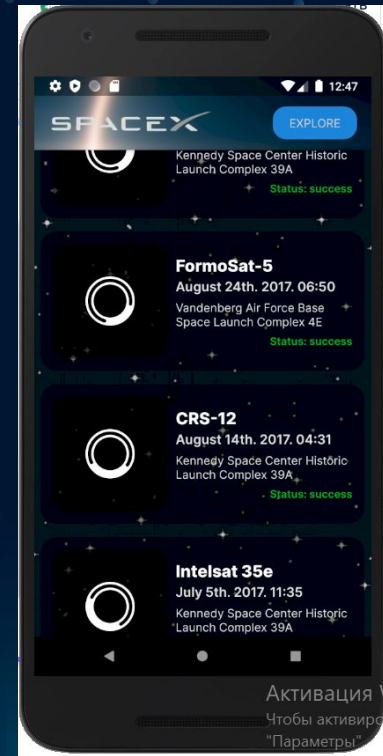 12:47
SPACEX
EXPLORE
Kennedy Space Center Historic
Launch Complex 39A
Status: success
FormoSat-5
August 24th. 2017. 06:50
Vandenberg Air Force Base
Space Launch Complex 4E
Status: success
CRS-12
August 14th. 2017. 04:31
Kennedy Space Center Historic
Launch Complex 39A
Status: success
Intelsat 35e
July 5th. 2017. 11:35
Kennedy Space Center Historic
Launch Complex 39A
Активация
Чтобы
"Параметры"